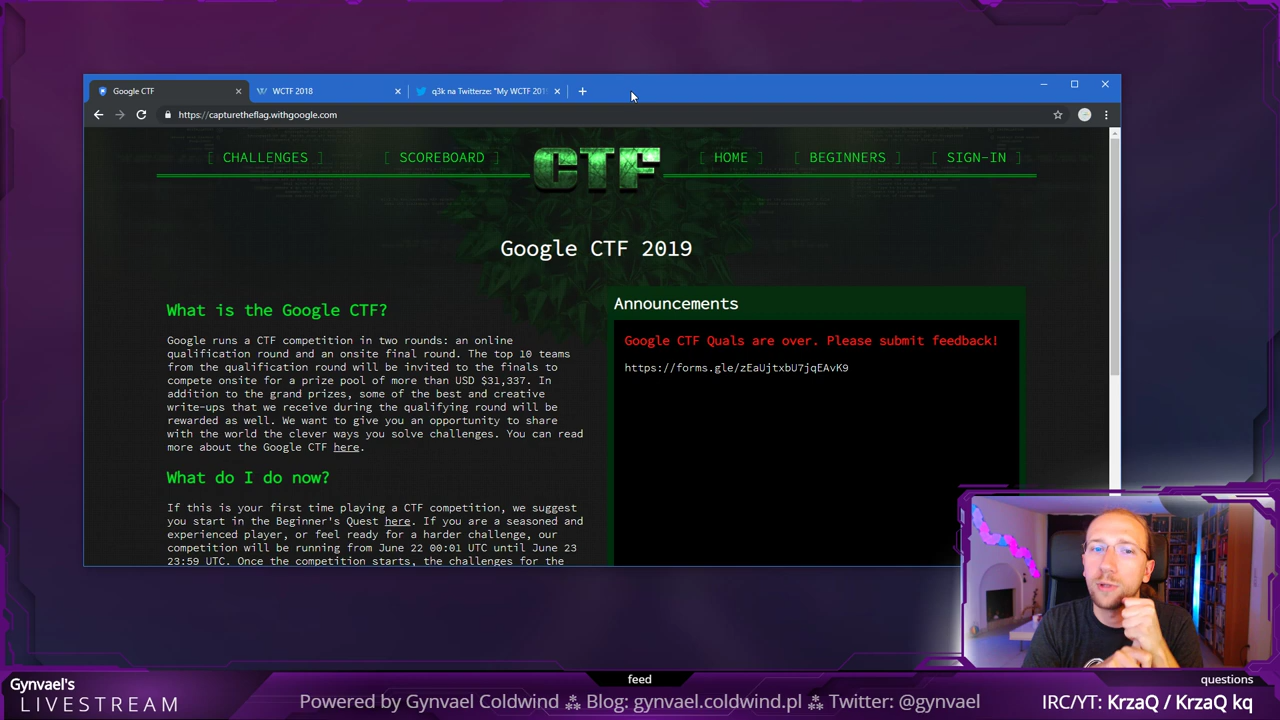 Google CTF
WCTF 2018
q3k na Twitterze: "My WCTF 201
https://capturetheflag.withgoogle.com
[ CHALLENGES ]
[ SCOREBOARD ]
CTF
[ HOME ]
[ BEGINNERS ]
[ SIGN-IN ]
Google CTF 2019
What is the Google CTF?
Google runs a CTF competition in two rounds: an online
qualification round and an onsite final round. The top 10 teams
from the qualification round will be invited to the finals to
compete onsite for a prize pool of more than USD $31,337. In
addition to the grand prizes, some of the best and creative
write-ups that we receive during the qualifying round will be
rewarded as well. We want to give you an opportunity to share
with the world the clever ways you solve challenges. You can read
more about the Google CTF here.
What do I do now?
If this is your first time playing a CTF competition, we suggest
you start in the Beginner's Quest here. If you are a seasoned and
experienced player, or feel ready for a harder challenge, our
competition will be running from June 22 00:01 UTC until June 23
23:59 UTC. Once the competition starts, the challenges for the
Announcements
Google CTF Quals are over. Please submit feedback!
https://forms.gle/zEaUjtxbU7jqEAvK9
Gynvael's
LIVESTREAM
feed
questions
Powered by Gynvael Coldwind ⁂ Blog: gynvael.coldwind.pl ⁂ Twitter: @gynvael
IRC/YT: KrzaQ / KrzaQ kq